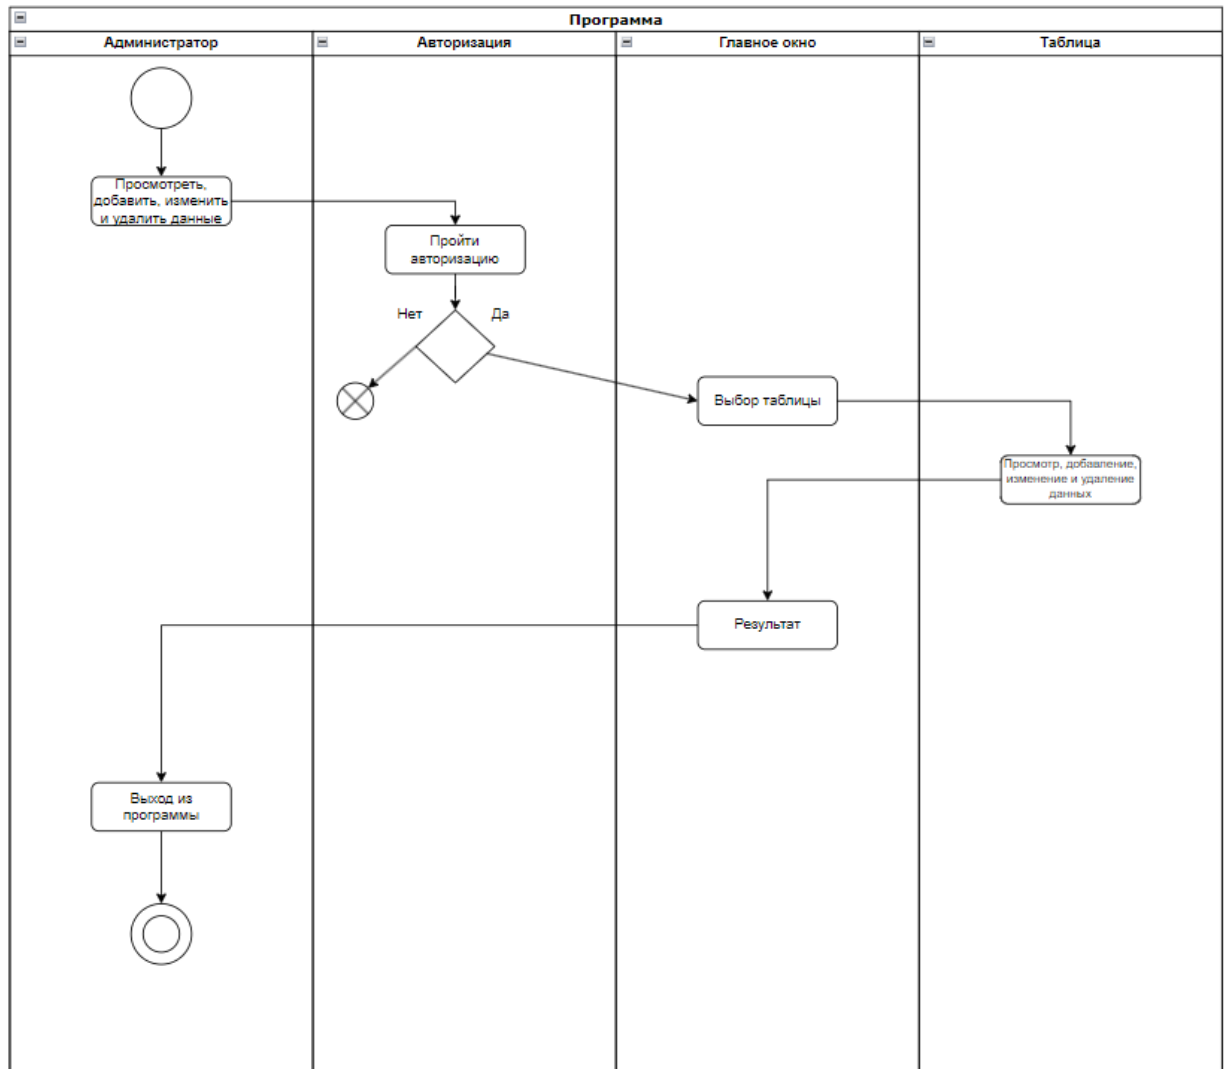 Программа
Администратор
Авторизация
Главное окно
Таблица
Просмотреть,
добавить, изменить
и удалить данные
Пройти
авторизацию
Нет
Да
Выбор таблицы
Просмотр, добавление,
изменение и удаление
данных
Результат
Выход из
программы